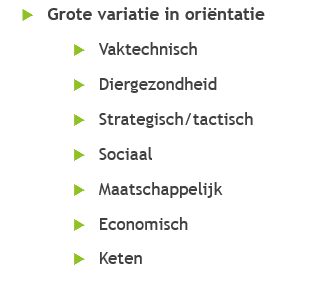 Grote variatie in oriëntatie
Vaktechnisch
Diergezondheid
Strategisch/tactisch
Sociaal
Maatschappelijk
Economisch
Keten